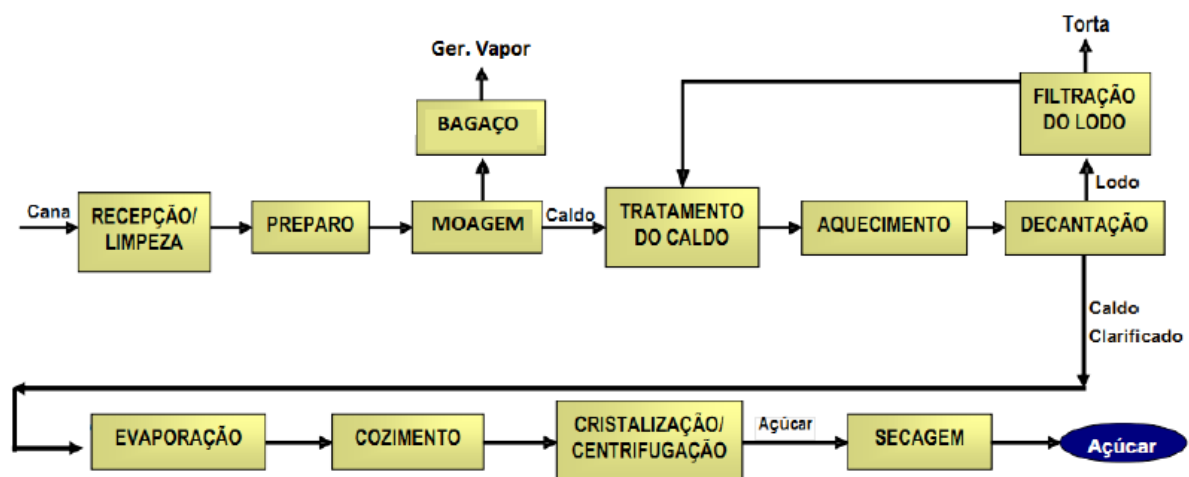 Torta
Ger. Vapor
BAGAÇO
FILTRAÇÃO
DO LODO
Lodo
Cana
RECEPÇÃO/
LIMPEZA
PREPARO
MOAGEM
Caldo
TRATAMENTO
DO CALDO
AQUECIMENTO
DECANTAÇÃO
Caldo
Clarificado
EVAPORAÇÃO
COZIMENTO
CRISTALIZAÇÃO/
CENTRIFUGAÇÃO
Açúcar
SECAGEM
Açúcar